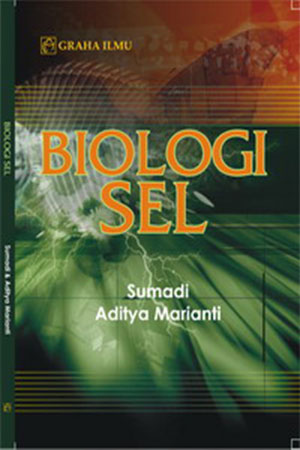 GRAHA ILMU
BIOLOGI
SEL
Sumadi
Aditya Marianti
BIOLOGI SEL
Sumadi & Aditya Marianti